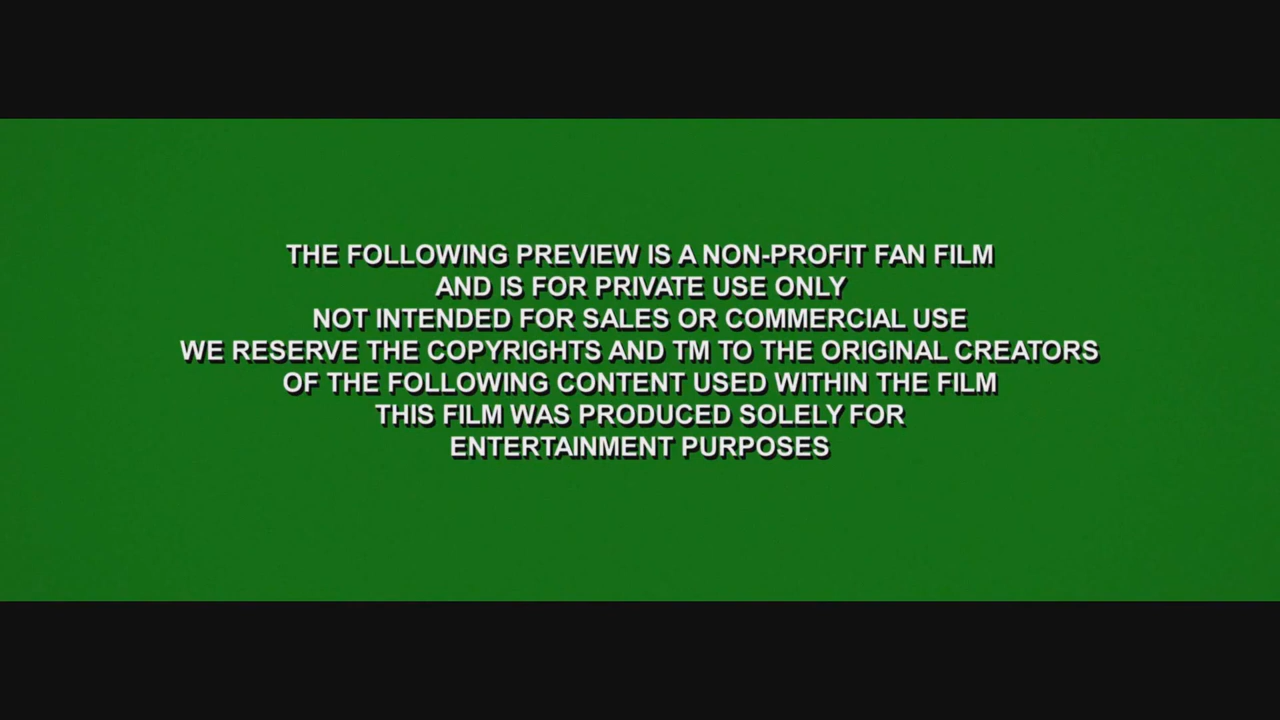 THE FOLLOWING PREVIEW IS A NON-PROFIT FAN FILM
AND IS FOR PRIVATE USE ONLY
NOT INTENDED FOR SALES OR COMMERCIAL USE
WE RESERVE THE COPYRIGHTS AND TM TO THE ORIGINAL CREATORS
OF THE FOLLOWING CONTENT USED WITHIN THE FILM
THIS FILM WAS PRODUCED SOLELY FOR
ENTERTAINMENT PURPOSES